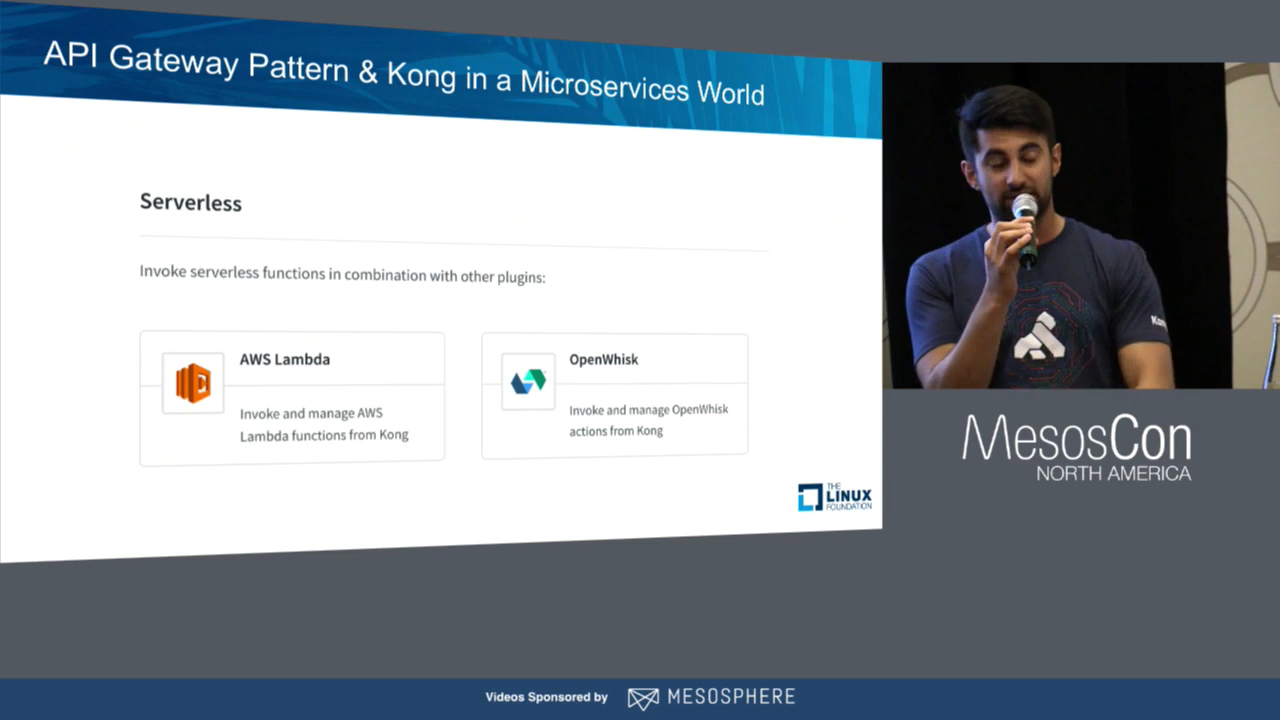 API Gateway Pattern & Kong in a Microservices World
Serverless
Invoke serverless functions in combination with other plugins:
AWS Lambda
Invoke and manage AWS
Lambda functions from Kong
OpenWhisk
Invoke and manage OpenWhisk
actions from Kong
THE
LINUX
FOUNDATION
MesosCon
NORTH AMERICA
Videos Sponsored by
MESOSPHERE